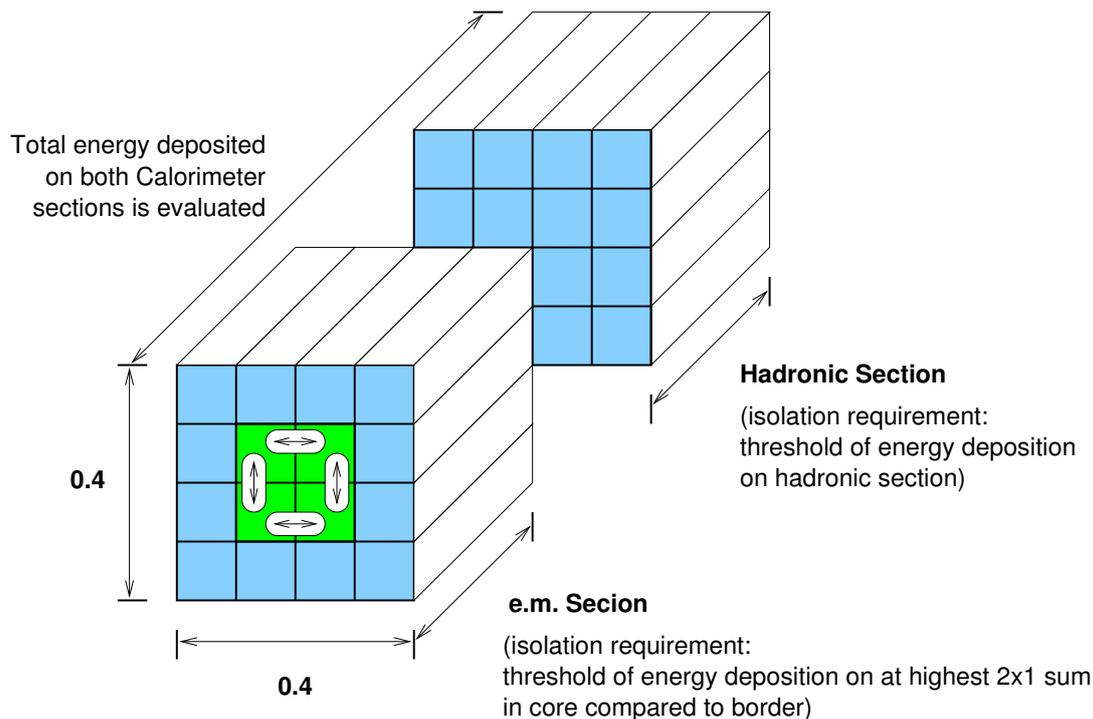 Total energy deposited
on both Calorimeter
sections is evaluated
Hadronic Section
(isolation requirement:
threshold of energy deposition
on hadronic section)
0.4
e.m. Secion
(isolation requirement:
threshold of energy deposition on at highest 2x1 sum
in core compared to border)
0.4